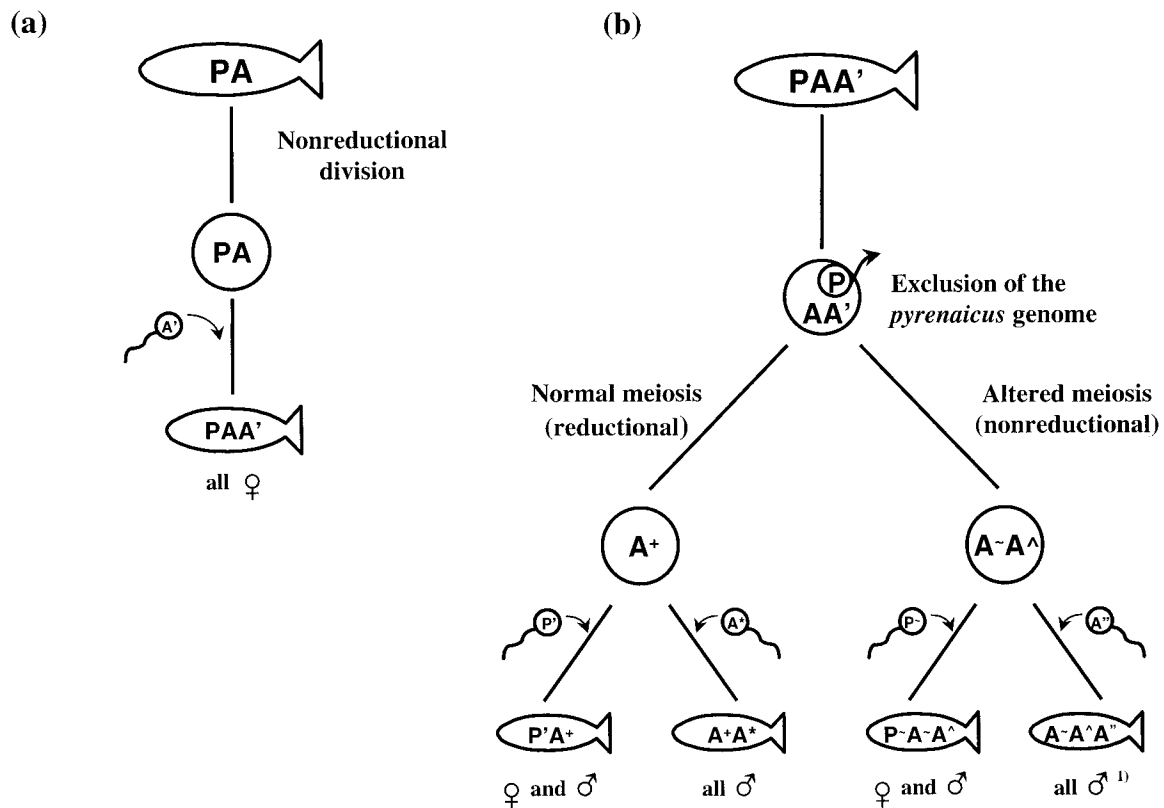 (a)
PA
Nonreductional
division
PA
A'
PAA'
all ♀
(b)
PAA'
P
AA'
Exclusion of the
pyrenaicus genome
Normal meiosis
(reductional)
Altered meiosis
(nonreductional)
A+
A~A^
P'
A*
P~
A"
P'A+
A+A*
P~A~A^
A~A^A"
♀ and ♂
all ♂
♀ and ♂
all ♂ 1)